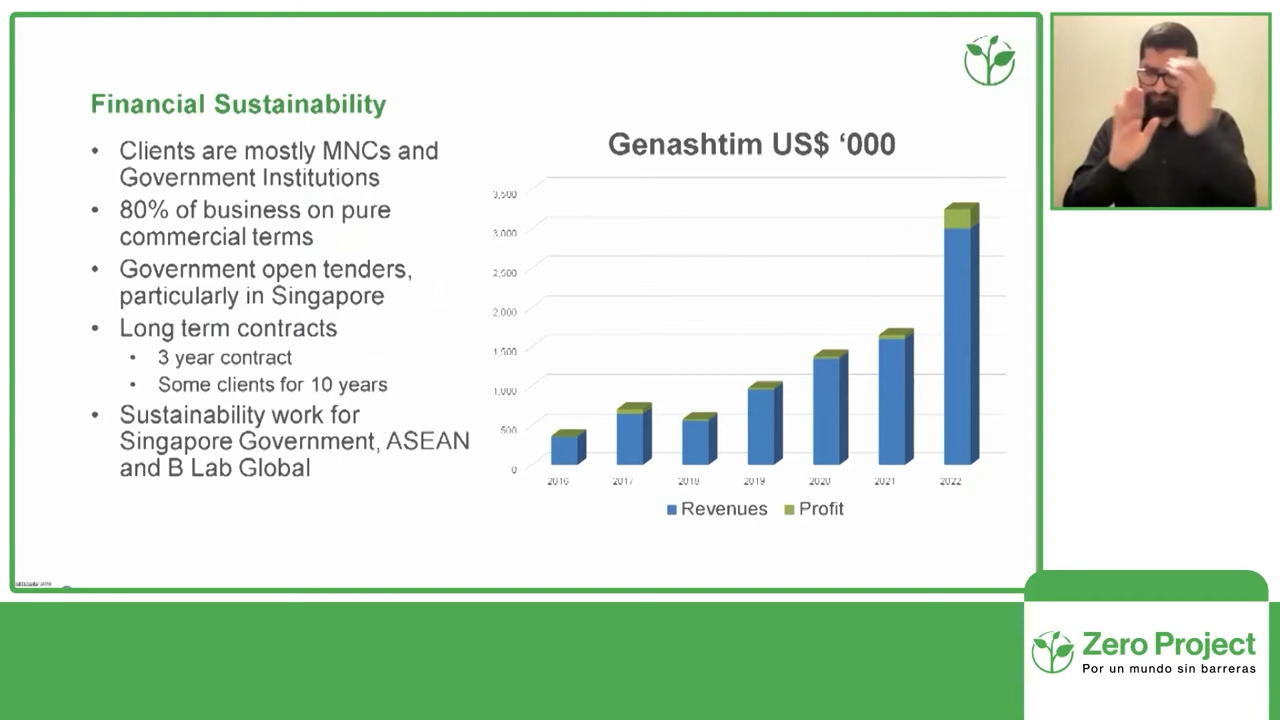 Financial Sustainability
• Clients are mostly MNCs and
Government Institutions
• 80% of business on pure
commercial terms
• Government open tenders,
particularly in Singapore
• Long term contracts
• 3 year contract
• Some clients for 10 years
• Sustainability work for
Singapore Government, ASEAN
and B Lab Global
Genashtim US$ ‘000
3,500
3,000
2,500
2,000
1,500
1,000
500
0
2016 2017 2018 2019 2020 2021 2022
Revenues Profit
Zero Project
Por un mundo sin barreras